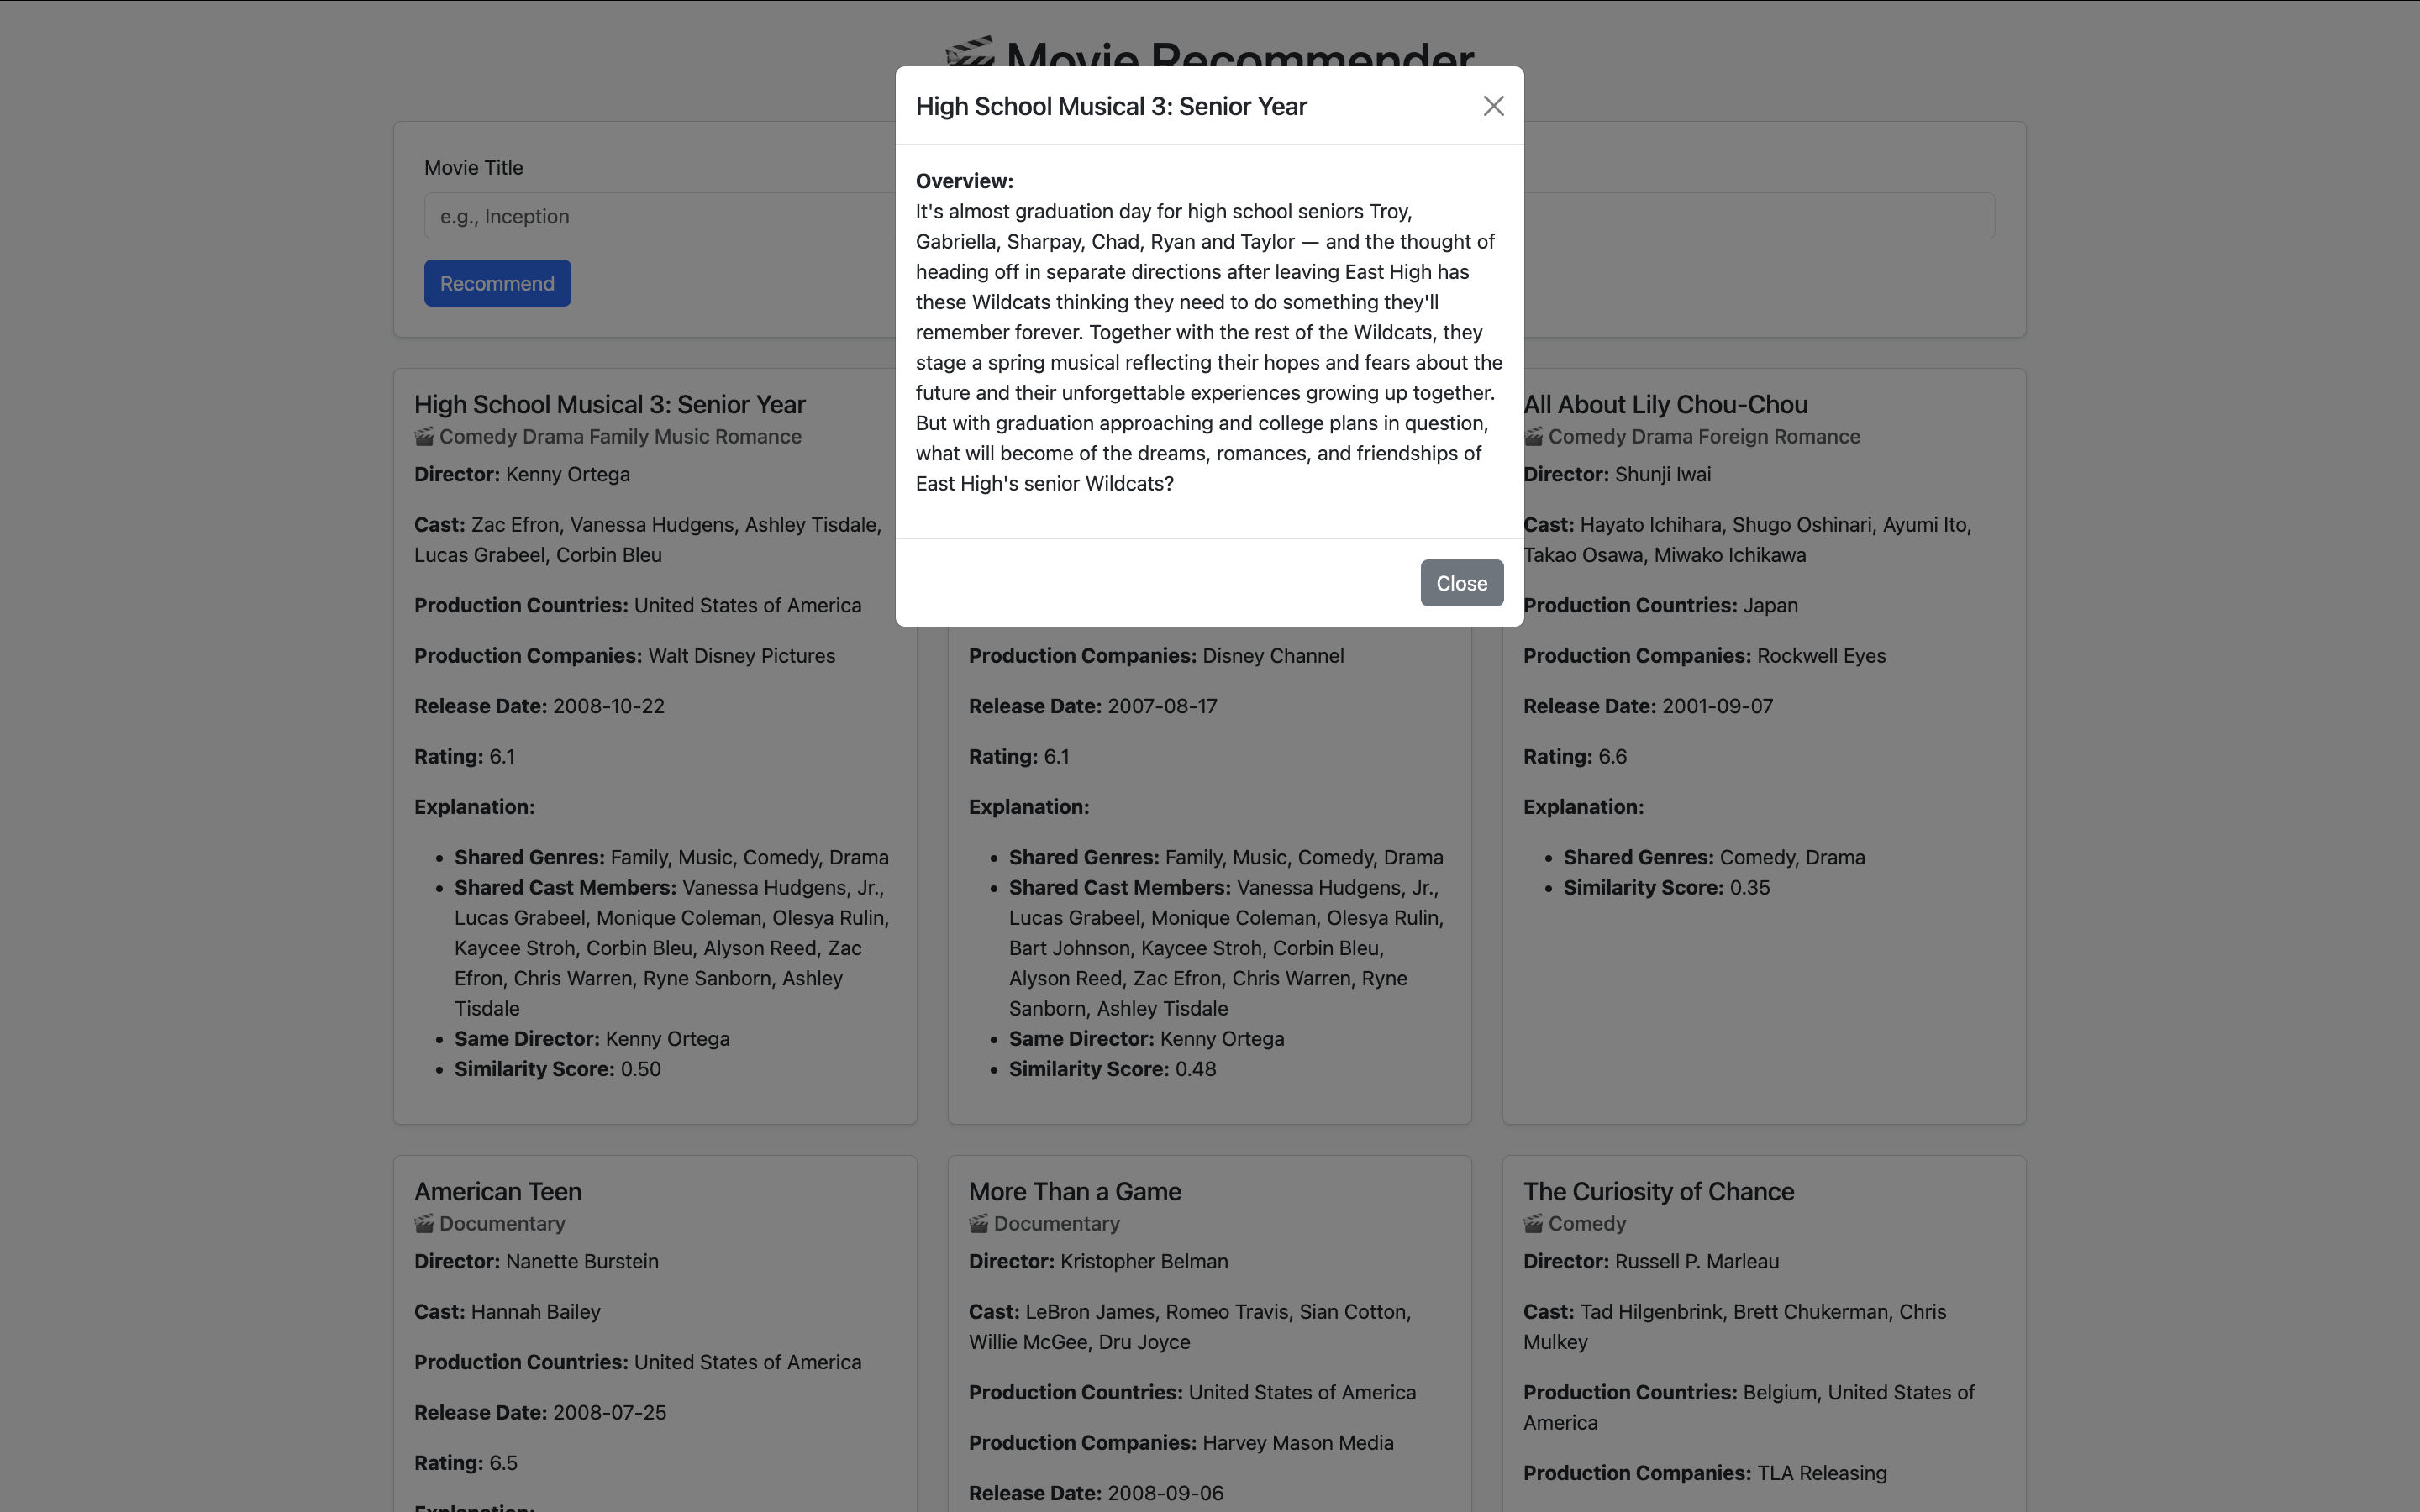 🎬 Movie Recommender
High School Musical 3: Senior Year
Overview:
It's almost graduation day for high school seniors Troy,
Gabriella, Sharpay, Chad, Ryan and Taylor — and the thought of
heading off in separate directions after leaving East High has
these Wildcats thinking they need to do something they'll
remember forever. Together with the rest of the Wildcats, they
stage a spring musical reflecting their hopes and fears about the
future and their unforgettable experiences growing up together.
But with graduation approaching and college plans in question,
what will become of the dreams, romances, and friendships of
East High's senior Wildcats?
Close
Movie Title
e.g., Inception
Recommend
High School Musical 3: Senior Year
🎬 Comedy Drama Family Music Romance
Director: Kenny Ortega
Cast: Zac Efron, Vanessa Hudgens, Ashley Tisdale,
Lucas Grabeel, Corbin Bleu
Production Countries: United States of America
Production Companies: Walt Disney Pictures
Release Date: 2008-10-22
Rating: 6.1
Explanation:
• Shared Genres: Family, Music, Comedy, Drama
• Shared Cast Members: Vanessa Hudgens, Jr.,
Lucas Grabeel, Monique Coleman, Olesya Rulin,
Kaycee Stroh, Corbin Bleu, Alyson Reed, Zac
Efron, Chris Warren, Ryne Sanborn, Ashley
Tisdale
• Same Director: Kenny Ortega
• Similarity Score: 0.50
Production Companies: Disney Channel
Release Date: 2007-08-17
Rating: 6.1
Explanation:
• Shared Genres: Family, Music, Comedy, Drama
• Shared Cast Members: Vanessa Hudgens, Jr.,
Lucas Grabeel, Monique Coleman, Olesya Rulin,
Bart Johnson, Kaycee Stroh, Corbin Bleu,
Alyson Reed, Zac Efron, Chris Warren, Ryne
Sanborn, Ashley Tisdale
• Same Director: Kenny Ortega
• Similarity Score: 0.48
All About Lily Chou-Chou
🎬 Comedy Drama Foreign Romance
Director: Shunji Iwai
Cast: Hayato Ichihara, Shugo Oshinari, Ayumi Ito,
Takao Osawa, Miwako Ichikawa
Production Countries: Japan
Production Companies: Rockwell Eyes
Release Date: 2001-09-07
Rating: 6.6
Explanation:
• Shared Genres: Comedy, Drama
• Similarity Score: 0.35
American Teen
🎬 Documentary
Director: Nanette Burstein
Cast: Hannah Bailey
Production Countries: United States of America
Release Date: 2008-07-25
Rating: 6.5
Explanation:
More Than a Game
🎬 Documentary
Director: Kristopher Belman
Cast: LeBron James, Romeo Travis, Sian Cotton,
Willie McGee, Dru Joyce
Production Countries: United States of America
Production Companies: Harvey Mason Media
Release Date: 2008-09-06
The Curiosity of Chance
🎬 Comedy
Director: Russell P. Marleau
Cast: Tad Hilgenbrink, Brett Chukerman, Chris
Mulkey
Production Countries: Belgium, United States of
America
Production Companies: TLA Releasing